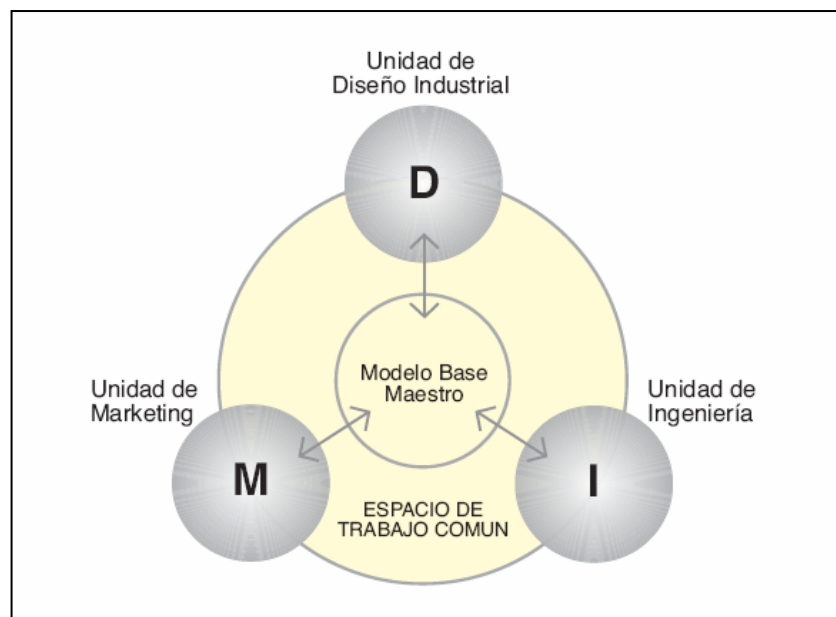 Unidad de
Diseño Industrial
D
Modelo Base
Maestro
Unidad de
Marketing
Unidad de
Ingeniería
M
I
ESPACIO DE
TRABAJO COMUN